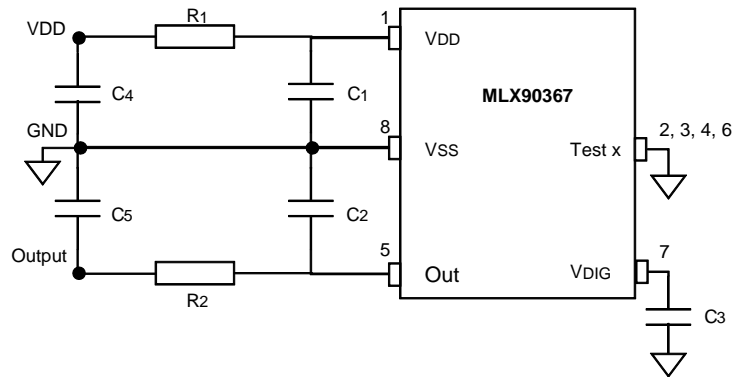 R1
1
VDD
VDD
C4
C1
MLX90367
GND
8
VSS
2, 3, 4, 6
Test x
C5
C2
Output
5
Out
7
VDIG
R2
C3